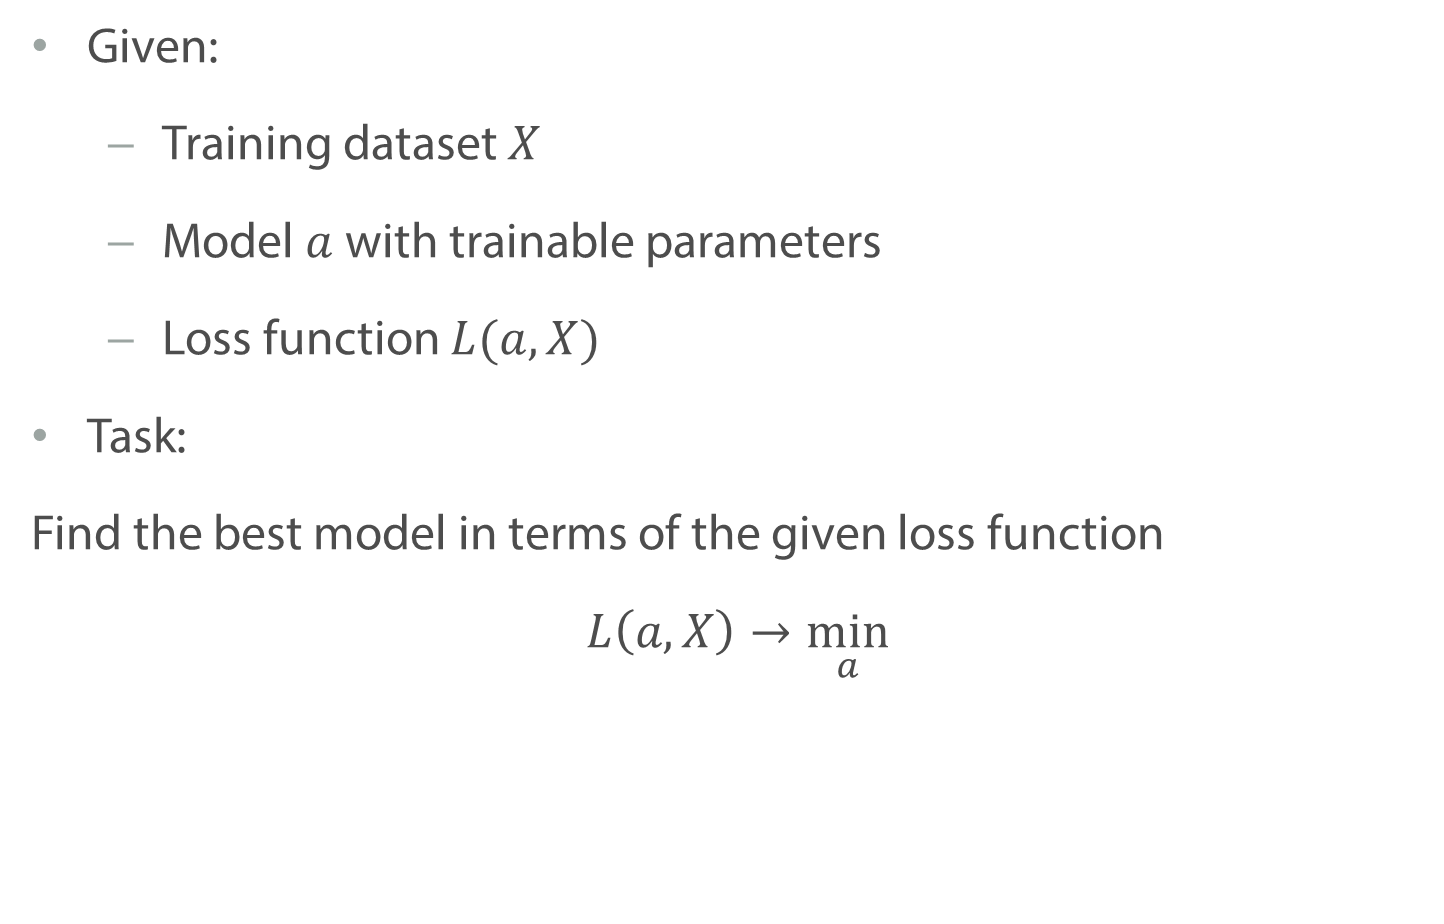 • Given:
– Training dataset X
– Model a with trainable parameters
– Loss function L(a, X)
• Task:
Find the best model in terms of the given loss function
L(a, X) → min
a